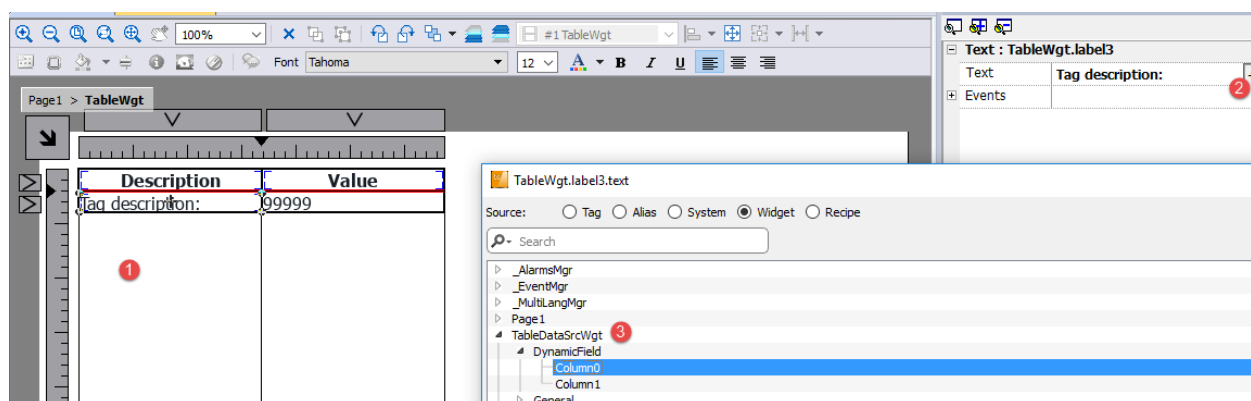 100%
#1 TableWgt
Font Tahoma
12
A B I U
Page1 > TableWgt
Description Value
Tag description: 99999
1
Text : TableWgt.label3
Text Tag description:
2
Events
TableWgt.label3.text
Source: Tag Alias System Widget Recipe
Search
_AlarmsMgr
_EventMgr
_MultiLangMgr
Page1
TableDataSrcWgt 3
DynamicField
Column0
Column1
General